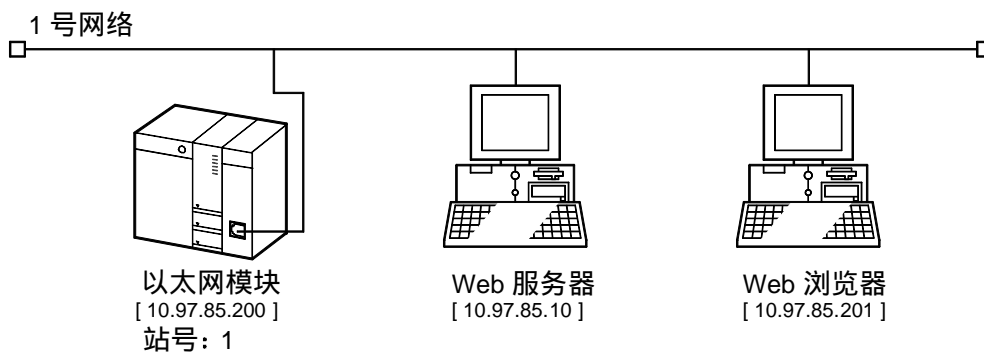 1 号网络
以太网模块
[ 10.97.85.200 ]
站号：1
Web 服务器
[ 10.97.85.10 ]
Web 浏览器
[ 10.97.85.201 ]